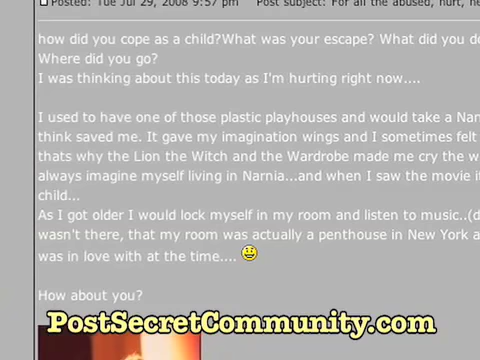 Posted: Tue Jul 29, 2008 9:57 pm Post subject: For all the abused, hurt, ne
how did you cope as a child?What was your escape? What did you do
Where did you go?
I was thinking about this today as I'm hurting right now....
I used to have one of those plastic playhouses and would take a Nar
think saved me. It gave my imagination wings and I sometimes felt
thats why the Lion the Witch and the Wardrobe made me cry the w
always imagine myself living in Narnia...and when I saw the movie i
child...
As I got older I would lock myself in my room and listen to music..(d
wasn't there, that my room was actually a penthouse in New York a
was in love with at the time....
How about you?
PostSecretCommunity.com